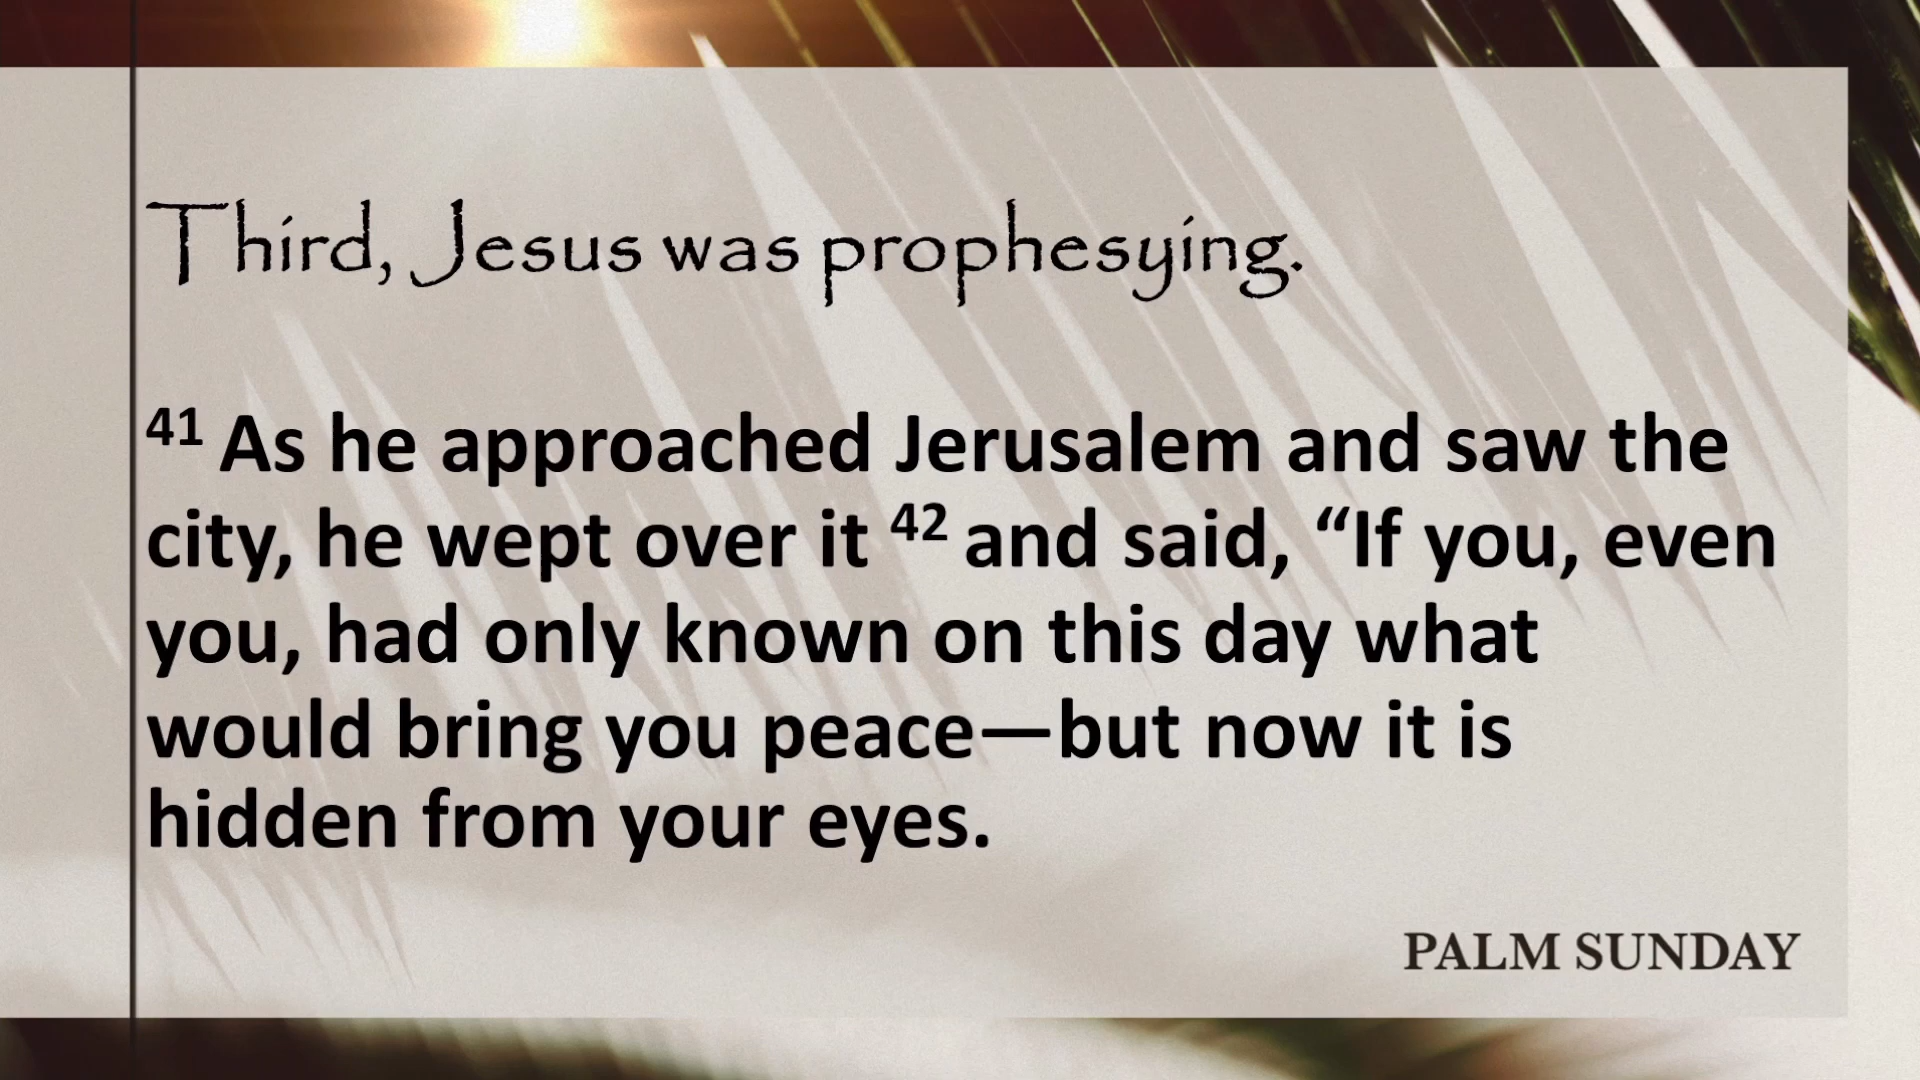 Third, Jesus was prophesying.
41 As he approached Jerusalem and saw the
city, he wept over it 42 and said, “If you, even
you, had only known on this day what
would bring you peace—but now it is
hidden from your eyes.
PALM SUNDAY